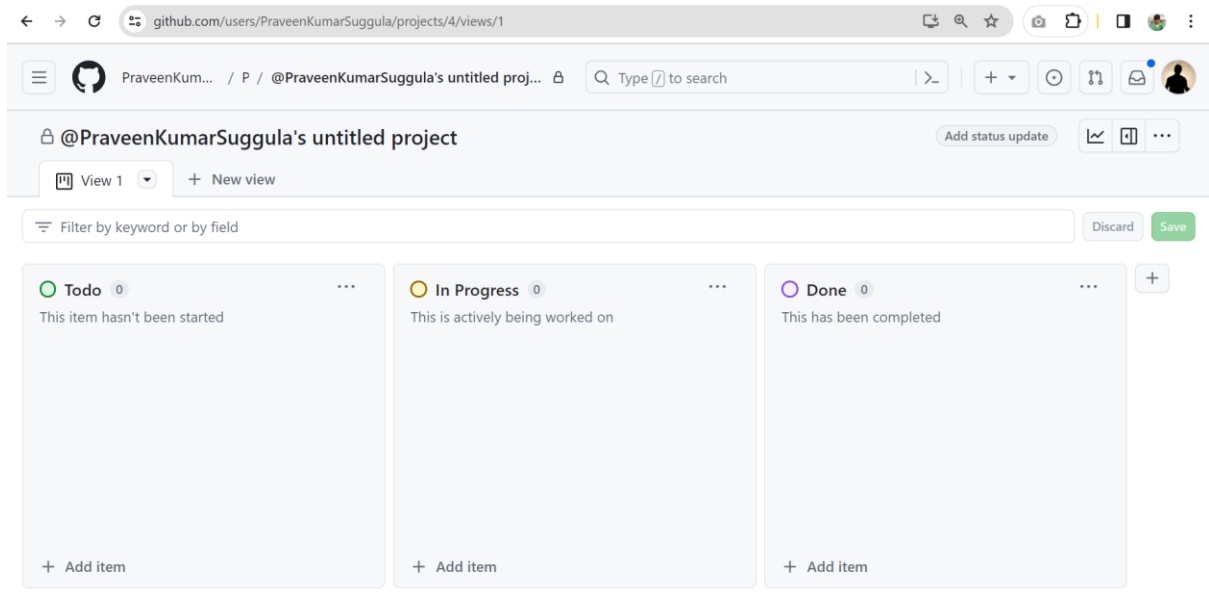 github.com/users/PraveenKumarSuggula/projects/4/views/1
PraveenKum... / P / @PraveenKumarSuggula's untitled proj... Type / to search
@PraveenKumarSuggula's untitled project Add status update
View 1 + New view
Filter by keyword or by field Discard Save
Todo 0 ... In Progress 0 ... Done 0 ... +
This item hasn't been started This is actively being worked on This has been completed
+ Add item + Add item + Add item